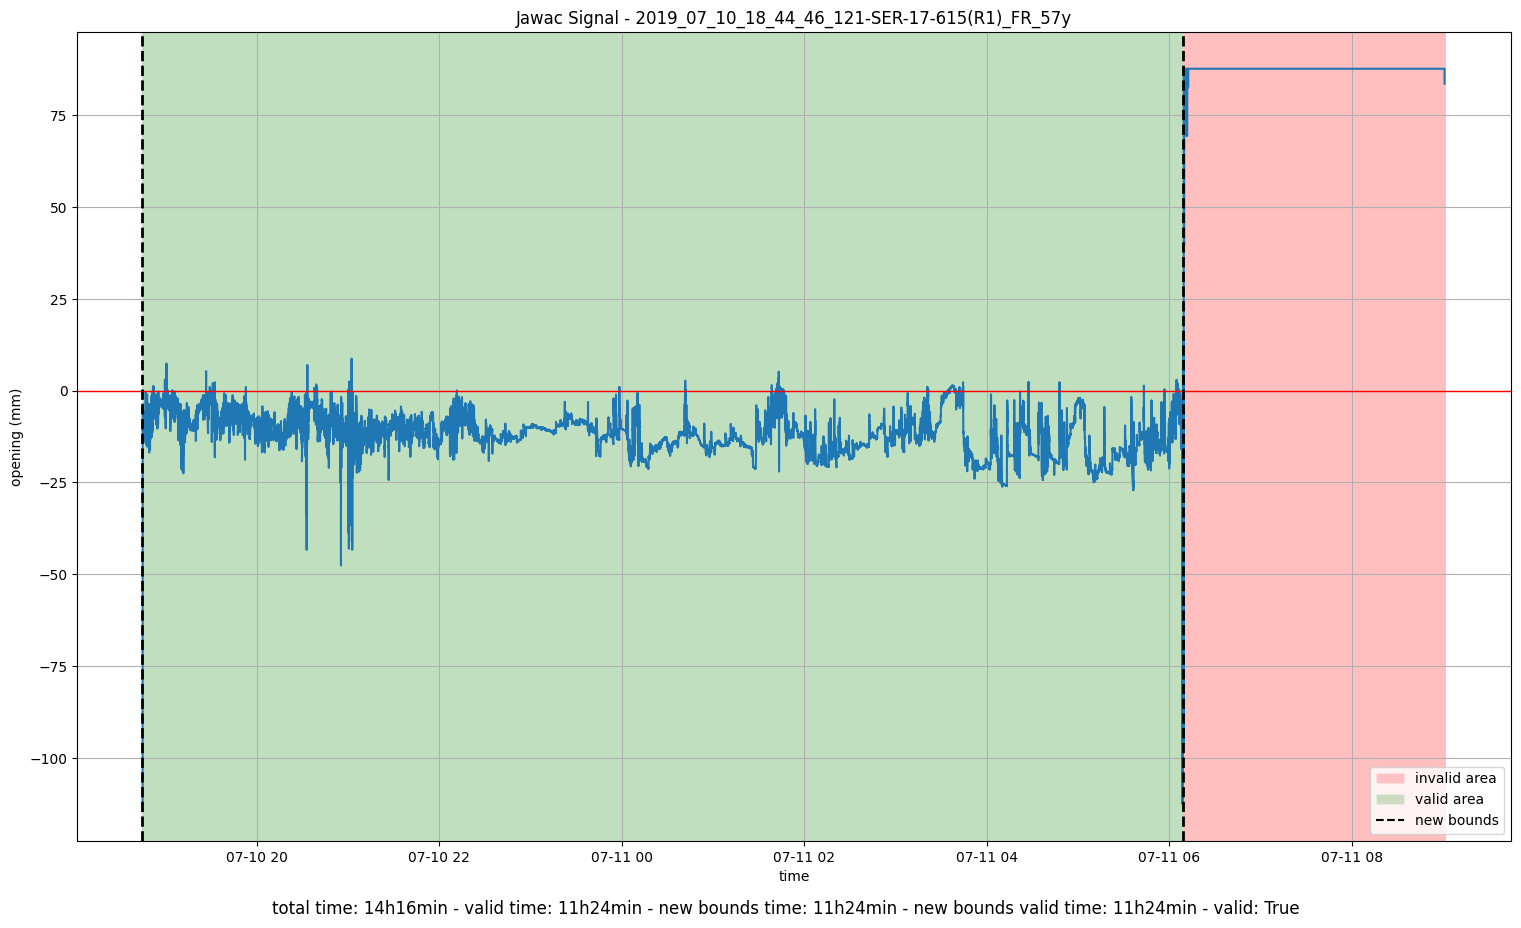 Jawac Signal - 2019_07_10_18_44_46_121-SER-17-615(R1)_FR_57y
opening (mm)
75
50
25
0
−25
−50
−75
−100
invalid area
valid area
new bounds
07-10 20
07-10 22
07-11 00
07-11 02
07-11 04
07-11 06
07-11 08
time
total time: 14h16min - valid time: 11h24min - new bounds time: 11h24min - new bounds valid time: 11h24min - valid: True